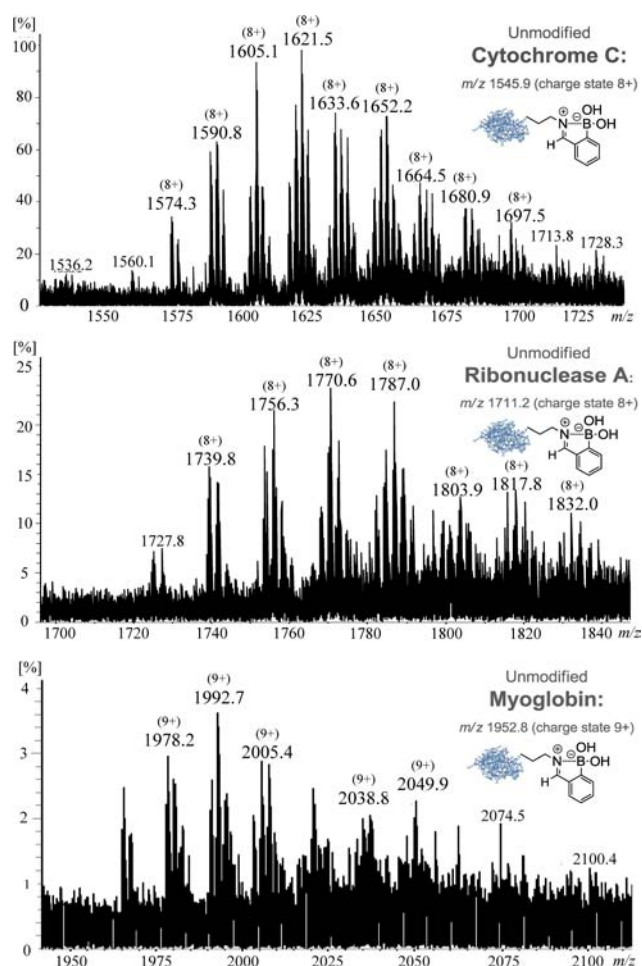 [%]
Unmodified
Cytochrome C:
m/z 1545.9 (charge state 8+)
N
⊕
⊖
B
OH
OH
H
100
80
60
40
20
0
1536.2
1560.1
(8+)
1574.3
(8+)
1590.8
(8+)
1605.1
(8+)
1621.5
(8+)
1633.6
(8+)
1652.2
(8+)
1664.5
(8+)
1680.9
(8+)
1697.5
1713.8
1728.3
1550 1575 1600 1625 1650 1675 1700 1725 m/z
[%]
Unmodified
Ribonuclease A:
m/z 1711.2 (charge state 8+)
N
⊕
⊖
B
OH
OH
H
25
20
15
10
5
0
1727.8
(8+)
1739.8
(8+)
1756.3
(8+)
1770.6
(8+)
1787.0
(8+)
1803.9
(8+)
1817.8
(8+)
1832.0
1700 1720 1740 1760 1780 1800 1820 1840 m/z
[%]
Unmodified
Myoglobin:
m/z 1952.8 (charge state 9+)
N
⊕
⊖
B
OH
OH
H
4
3
2
1
0
(9+)
1978.2
(9+)
1992.7
(9+)
2005.4
(9+)
2038.8
(9+)
2049.9
2074.5
2100.4
1950 1975 2000 2025 2050 2075 2100 m/z